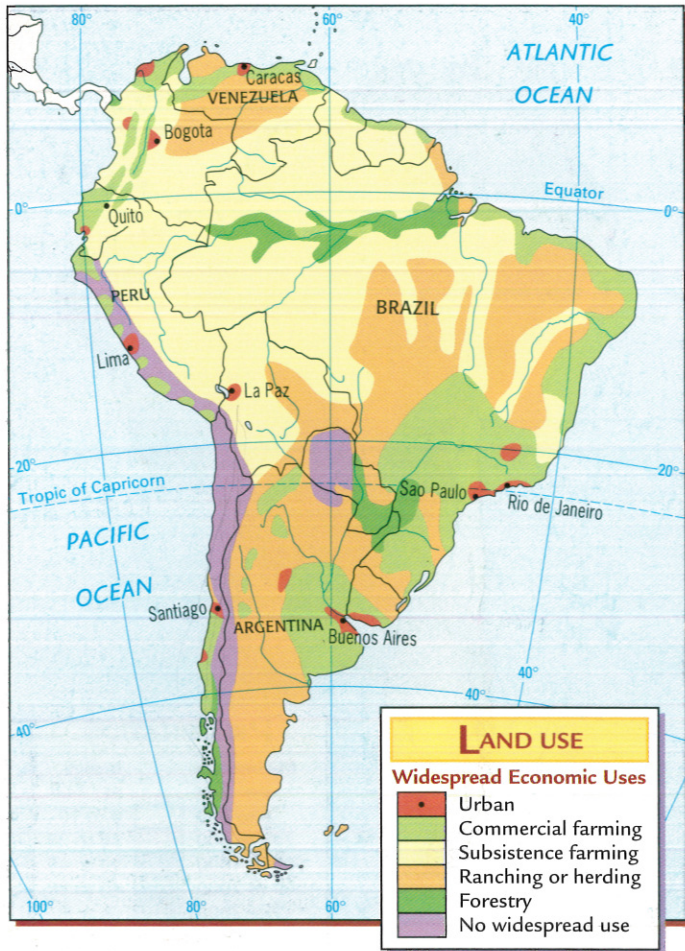 80°
60°
40°
ATLANTIC
OCEAN
Caracas
VENEZUELA
Bogota
Equator
0°
Quito
0°
PERU
BRAZIL
Lima
La Paz
20°
20°
Tropic of Capricorn
Sao Paulo
Rio de Janeiro
PACIFIC
OCEAN
Santiago
ARGENTINA
Buenos Aires
40°
40°
40°
LAND USE
Widespread Economic Uses
Urban
Commercial farming
Subsistence farming
Ranching or herding
Forestry
No widespread use
100°
80°
60°